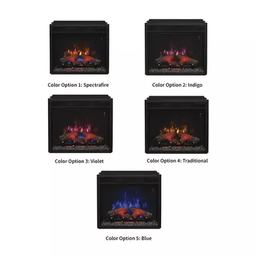 Color Option 1: Spectrafire
Color Option 2: Indigo
Color Option 3: Violet
Color Option 4: Traditional
Color Option 5: Blue